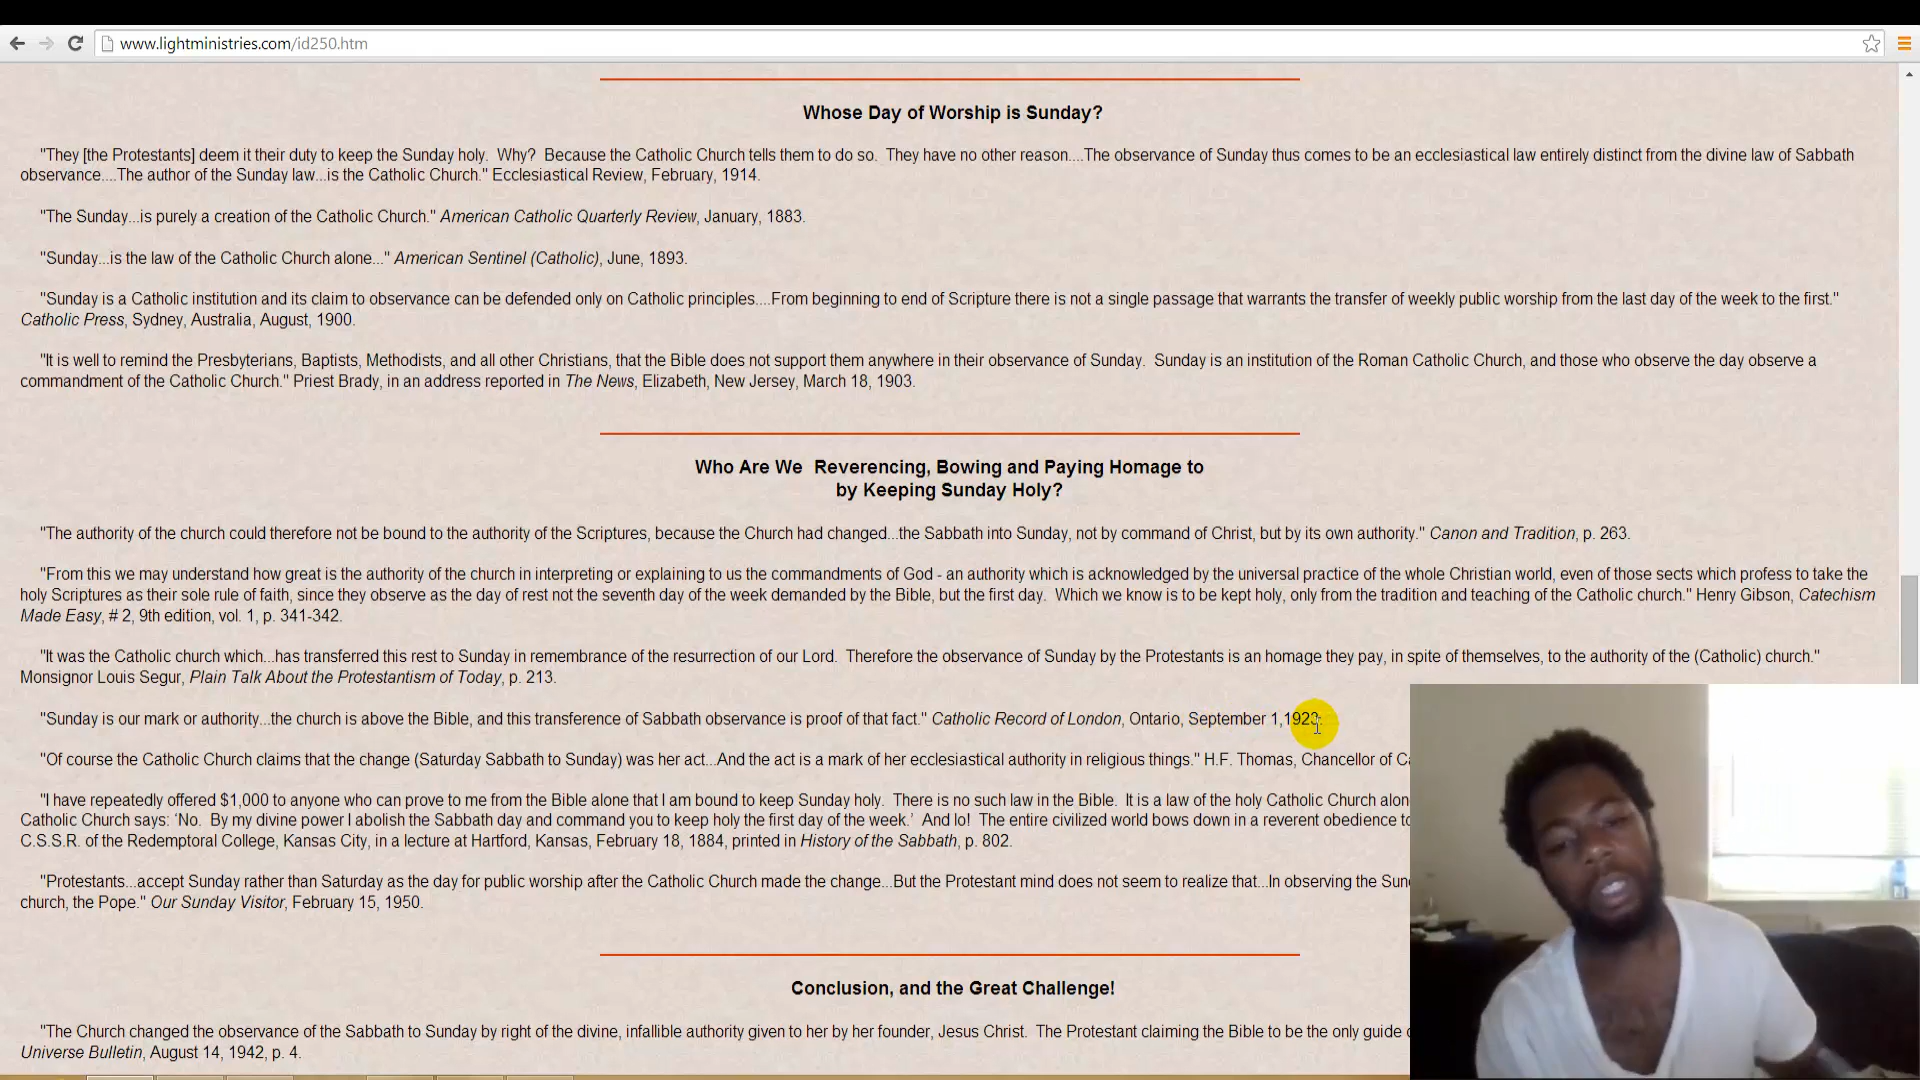 www.lightministries.com/id250.htm
Whose Day of Worship is Sunday?
"They [the Protestants] deem it their duty to keep the Sunday holy. Why? Because the Catholic Church tells them to do so. They have no other reason....The observance of Sunday thus comes to be an ecclesiastical law entirely distinct from the divine law of Sabbath
observance....The author of the Sunday law...is the Catholic Church." Ecclesiastical Review, February, 1914.
"The Sunday...is purely a creation of the Catholic Church." American Catholic Quarterly Review, January, 1883.
"Sunday...is the law of the Catholic Church alone..." American Sentinel (Catholic), June, 1893.
"Sunday is a Catholic institution and its claim to observance can be defended only on Catholic principles....From beginning to end of Scripture there is not a single passage that warrants the transfer of weekly public worship from the last day of the week to the first."
Catholic Press, Sydney, Australia, August, 1900.
"It is well to remind the Presbyterians, Baptists, Methodists, and all other Christians, that the Bible does not support them anywhere in their observance of Sunday. Sunday is an institution of the Roman Catholic Church, and those who observe the day observe a
commandment of the Catholic Church." Priest Brady, in an address reported in The News, Elizabeth, New Jersey, March 18, 1903.
Who Are We Reverencing, Bowing and Paying Homage to
by Keeping Sunday Holy?
"The authority of the church could therefore not be bound to the authority of the Scriptures, because the Church had changed...the Sabbath into Sunday, not by command of Christ, but by its own authority." Canon and Tradition, p. 263.
"From this we may understand how great is the authority of the church in interpreting or explaining to us the commandments of God - an authority which is acknowledged by the universal practice of the whole Christian world, even of those sects which profess to take the
holy Scriptures as their sole rule of faith, since they observe as the day of rest not the seventh day of the week demanded by the Bible, but the first day. Which we know is to be kept holy, only from the tradition and teaching of the Catholic church." Henry Gibson, Catechism
Made Easy, # 2, 9th edition, vol. 1, p. 341-342.
"It was the Catholic church which...has transferred this rest to Sunday in remembrance of the resurrection of our Lord. Therefore the observance of Sunday by the Protestants is an homage they pay, in spite of themselves, to the authority of the (Catholic) church."
Monsignor Louis Segur, Plain Talk About the Protestantism of Today, p. 213.
"Sunday is our mark or authority...the church is above the Bible, and this transference of Sabbath observance is proof of that fact." Catholic Record of London, Ontario, September 1,1923.
"Of course the Catholic Church claims that the change (Saturday Sabbath to Sunday) was her act...And the act is a mark of her ecclesiastical authority in religious things." H.F. Thomas, Chancellor of
"I have repeatedly offered $1,000 to anyone who can prove to me from the Bible alone that I am bound to keep Sunday holy. There is no such law in the Bible. It is a law of the holy Catholic Church
Catholic Church says: 'No. By my divine power I abolish the Sabbath day and command you to keep holy the first day of the week.' And lo! The entire civilized world bows down in a reverent obedience
C.S.S.R. of the Redemptoral College, Kansas City, in a lecture at Hartford, Kansas, February 18, 1884, printed in History of the Sabbath, p. 802.
"Protestants...accept Sunday rather than Saturday as the day for public worship after the Catholic Church made the change...But the Protestant mind does not seem to realize that...In observing the
church, the Pope." Our Sunday Visitor, February 15, 1950.
Conclusion, and the Great Challenge!
"The Church changed the observance of the Sabbath to Sunday by right of the divine, infallible authority given to her by her founder, Jesus Christ. The Protestant claiming the Bible to be the only guide
Universe Bulletin, August 14, 1942, p. 4.